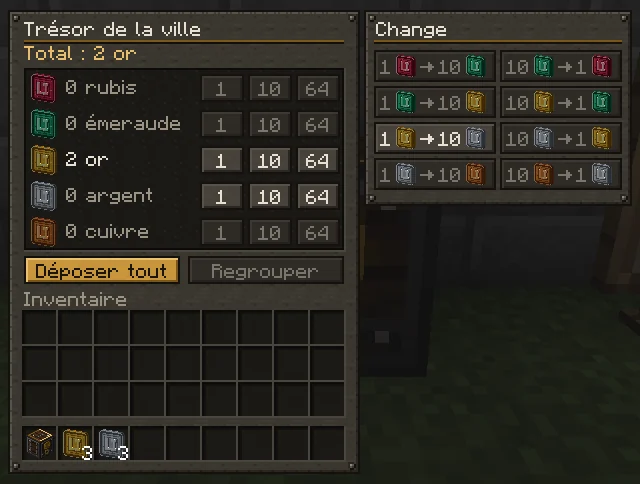 Trésor de la ville
Total : 2 or
0 rubis 1 10 64
0 émeraude 1 10 64
2 or 1 10 64
0 argent 1 10 64
0 cuivre 1 10 64
Déposer tout Regrouper
Inventaire
3 3
Change
1 → 10 10 → 1
1 → 10 10 → 1
1 → 10 10 → 1
1 → 10 10 → 1